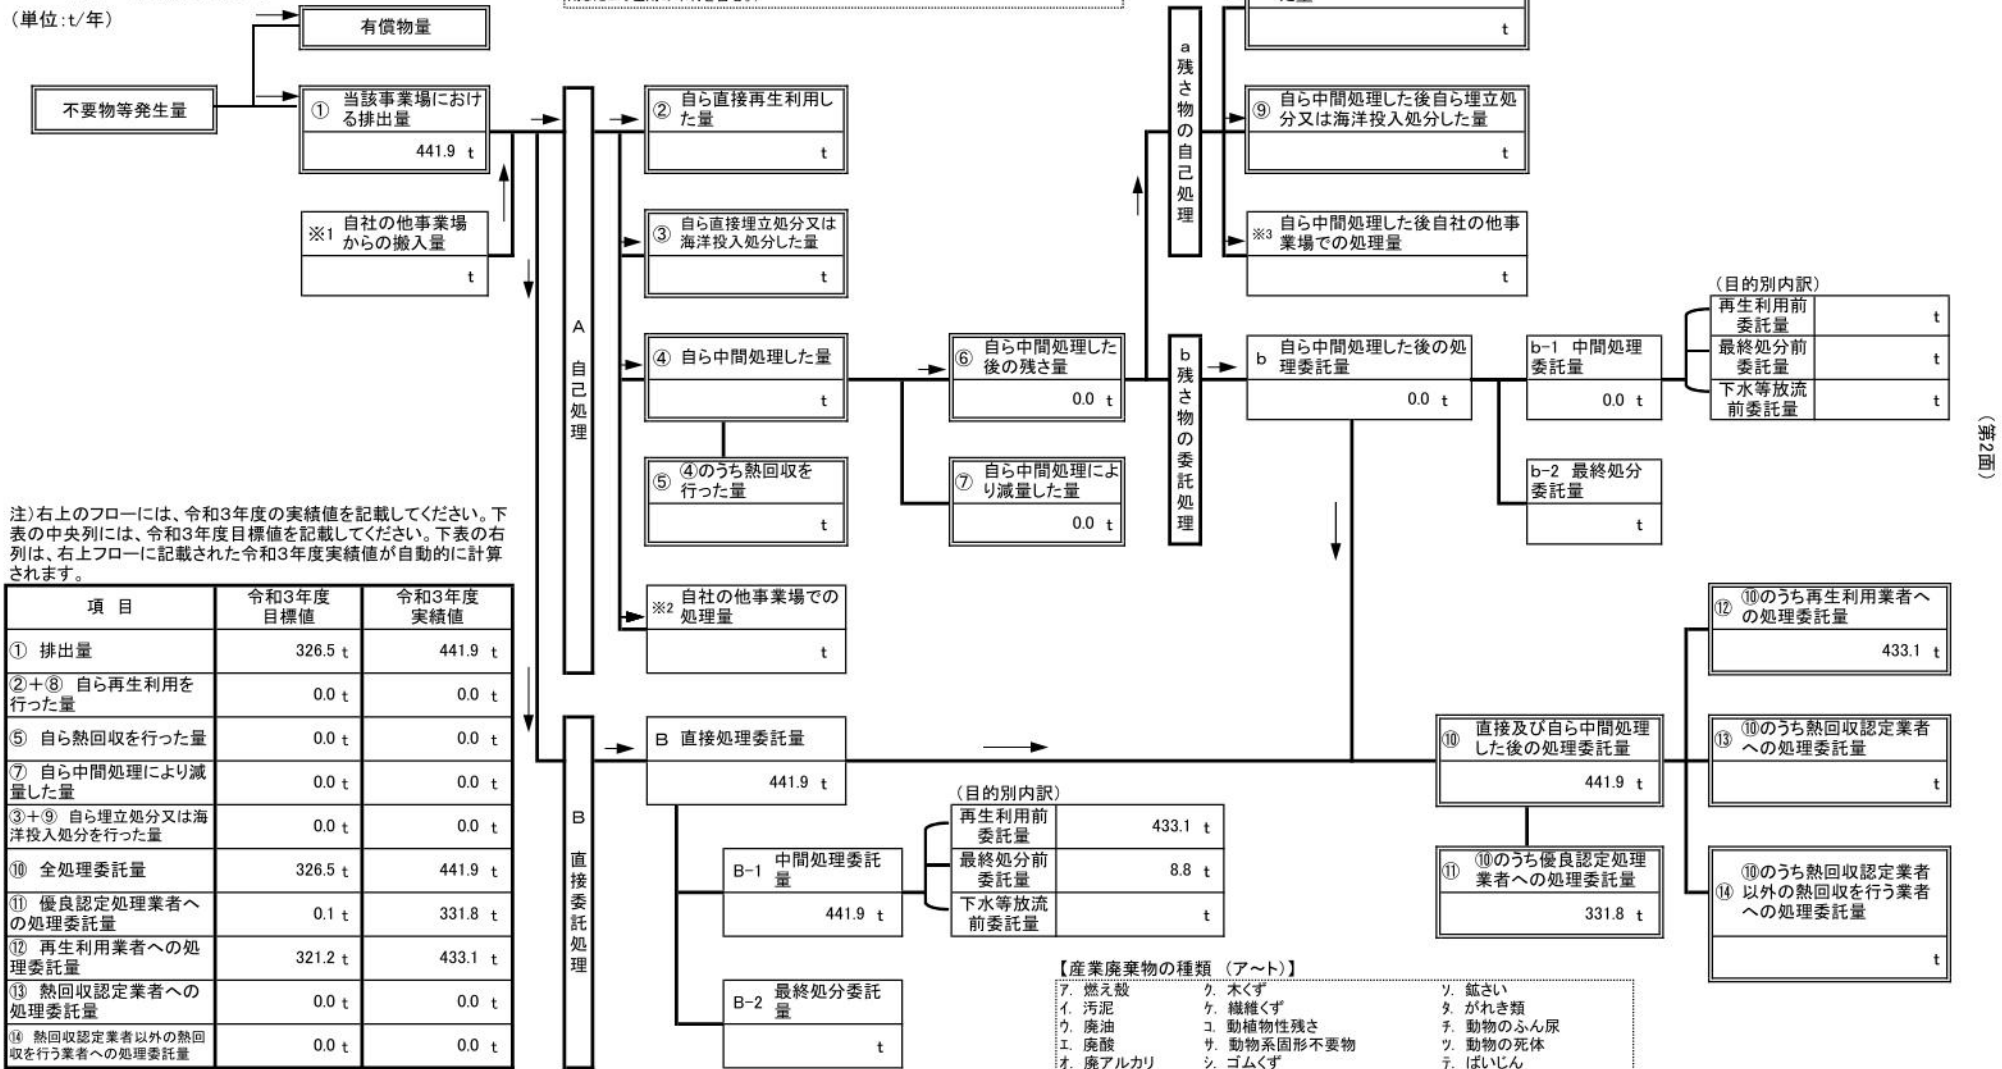 (単位:t/年)
有償物量
不要物等発生量
① 当該事業場におけ
る排出量
441.9 t
※1 自社の他事業場
からの搬入量
t
A 自己処理
② 自ら直接再生利用し
た量
t
③ 自ら直接埋立処分又は
海洋投入処分した量
t
④ 自ら中間処理した量
t
⑤ ④のうち熱回収を
行った量
t
※2 自社の他事業場での
処理量
t
⑥ 自ら中間処理した
後の残さ量
0.0 t
⑦ 自ら中間処理によ
り減量した量
0.0 t
a 残さ物の自己処理
t
⑨ 自ら中間処理した後自ら埋立処
分又は海洋投入処分した量
t
※3 自ら中間処理した後自社の他事
業場での処理量
t
b 残さ物の委託処理
b 自ら中間処理した後の処
理委託量
0.0 t
b-1 中間処理
委託量
0.0 t
(目的別内訳)
再生利用前
委託量
t
最終処分前
委託量
t
下水等放流
前委託量
t
b-2 最終処分
委託量
t
(第2面)
注)右上のフローには、令和3年度の実績値を記載してください。下
表の中央列には、令和3年度目標値を記載してください。下表の右
列は、右上フローに記載された令和3年度実績値が自動的に計算
されます。
項 目 令和3年度 目標値 令和3年度 実績値
① 排出量 326.5 t 441.9 t
②+⑧ 自ら再生利用を
行った量 0.0 t 0.0 t
⑤ 自ら熱回収を行った量 0.0 t 0.0 t
⑦ 自ら中間処理により減
量した量 0.0 t 0.0 t
③+⑨ 自ら埋立処分又は海
洋投入処分を行った量 0.0 t 0.0 t
⑩ 全処理委託量 326.5 t 441.9 t
⑪ 優良認定処理業者へ
の処理委託量 0.1 t 331.8 t
⑫ 再生利用業者への処
理委託量 321.2 t 433.1 t
⑬ 熱回収認定業者への
処理委託量 0.0 t 0.0 t
⑭ 熱回収認定業者以外の熱回
収を行う業者への処理委託量 0.0 t 0.0 t
B 直接委託処理
B 直接処理委託量
441.9 t
B-1 中間処理委託
量
441.9 t
(目的別内訳)
再生利用前
委託量
433.1 t
最終処分前
委託量
8.8 t
下水等放流
前委託量
t
B-2 最終処分委託
量
t
⑩ 直接及び自ら中間処理
した後の処理委託量
441.9 t
⑪ ⑩のうち優良認定処理
業者への処理委託量
331.8 t
⑫ ⑩のうち再生利用業者へ
の処理委託量
433.1 t
⑬ ⑩のうち熱回収認定業者
への処理委託量
t
⑭ ⑩のうち熱回収認定業者
以外の熱回収を行う業者
への処理委託量
t
【産業廃棄物の種類 (ア~ト)】
ア. 燃え殻 ク. 木くず ソ. 鉱さい
イ. 汚泥 ケ. 繊維くず タ. がれき類
ウ. 廃油 コ. 動植物性残さ チ. 動物のふん尿
エ. 廃酸 サ. 動物系固形不要物 ツ. 動物の死体
オ. 廃アルカリ シ. ゴムくず テ. ばいじん